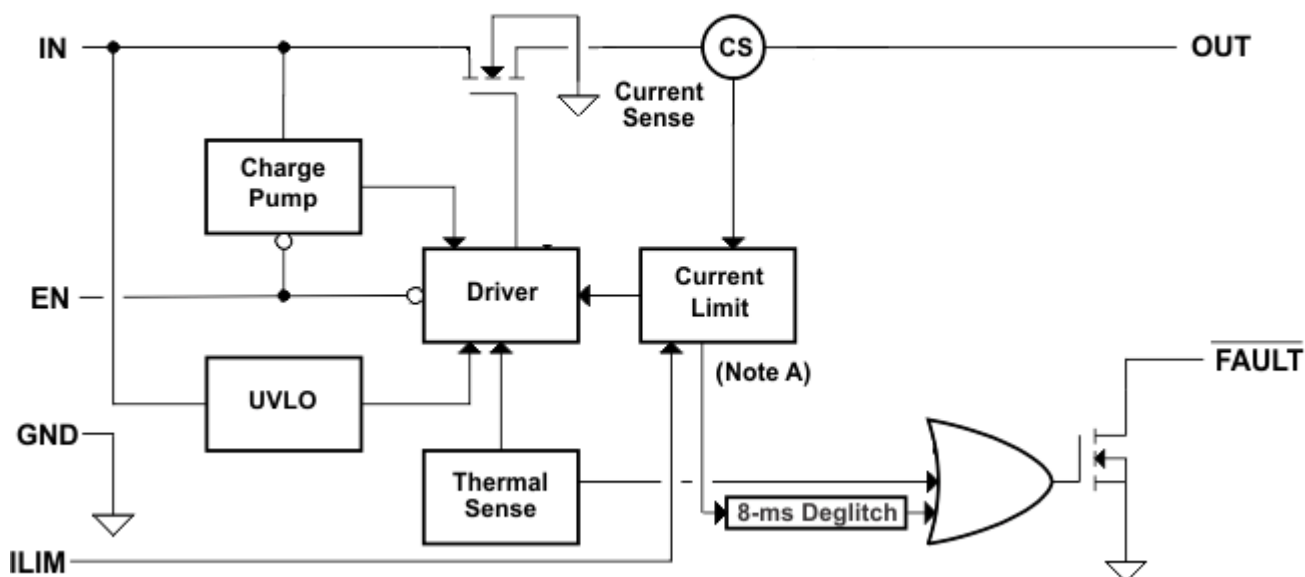 IN
CS
OUT
Current
Sense
Charge
Pump
EN
Driver
Current
Limit
(Note A)
FAULT
UVLO
GND
Thermal
Sense
8-ms Deglitch
ILIM